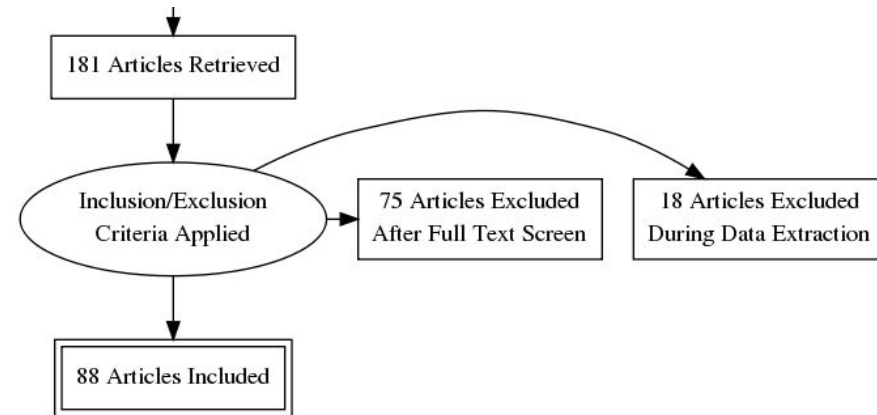 181 Articles Retrieved
Inclusion/Exclusion
Criteria Applied
75 Articles Excluded
After Full Text Screen
18 Articles Excluded
During Data Extraction
88 Articles Included